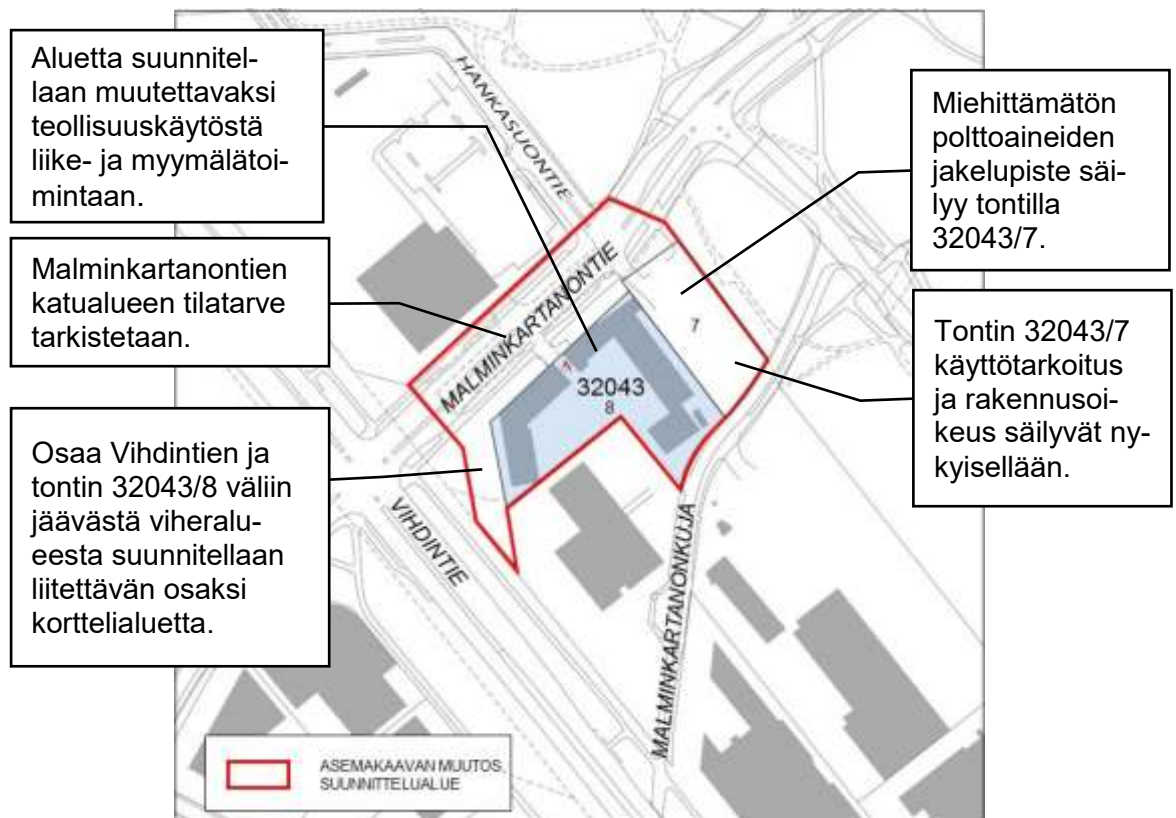 Aluetta suunnitel-
laan muutettavaksi
teollisuuskäytöstä
liike- ja myymälätoi-
mintaan.
Malminkartanontien
katualueen tilatarve
tarkistetaan.
Osaa Vihdintien ja
tontin 32043/8 väliin
jäävästä viheralu-
eesta suunnitellaan
liitettävän osaksi
korttelialuetta.
HANKASUONTIE
MALMINKARTANONTIE
7
1
32043
8
VIHDINTIE
MALMINKARTANONKUJA
ASEMAKAAVAN MUUTOS,
SUUNNITTELUALUE
Miehittämätön
polttoaineiden
jakelupiste säi-
lyy tontilla
32043/7.
Tontin 32043/7
käyttötarkoitus
ja rakennusoi-
keus säilyvät ny-
kyisellään.